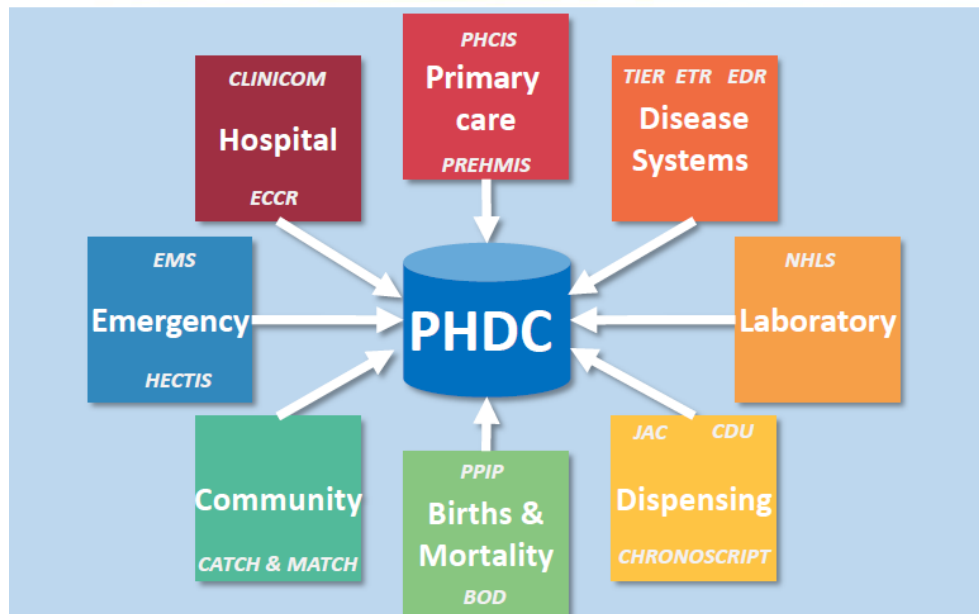 PHCIS
Primary
care
PREHMIS
CLINICOM
Hospital
ECCR
TIER ETR EDR
Disease
Systems
EMS
Emergency
HECTIS
PHDC
NHLS
Laboratory
Community
CATCH & MATCH
PPIP
Births &
Mortality
BOD
JAC CDU
Dispensing
CHRONOSCRIPT